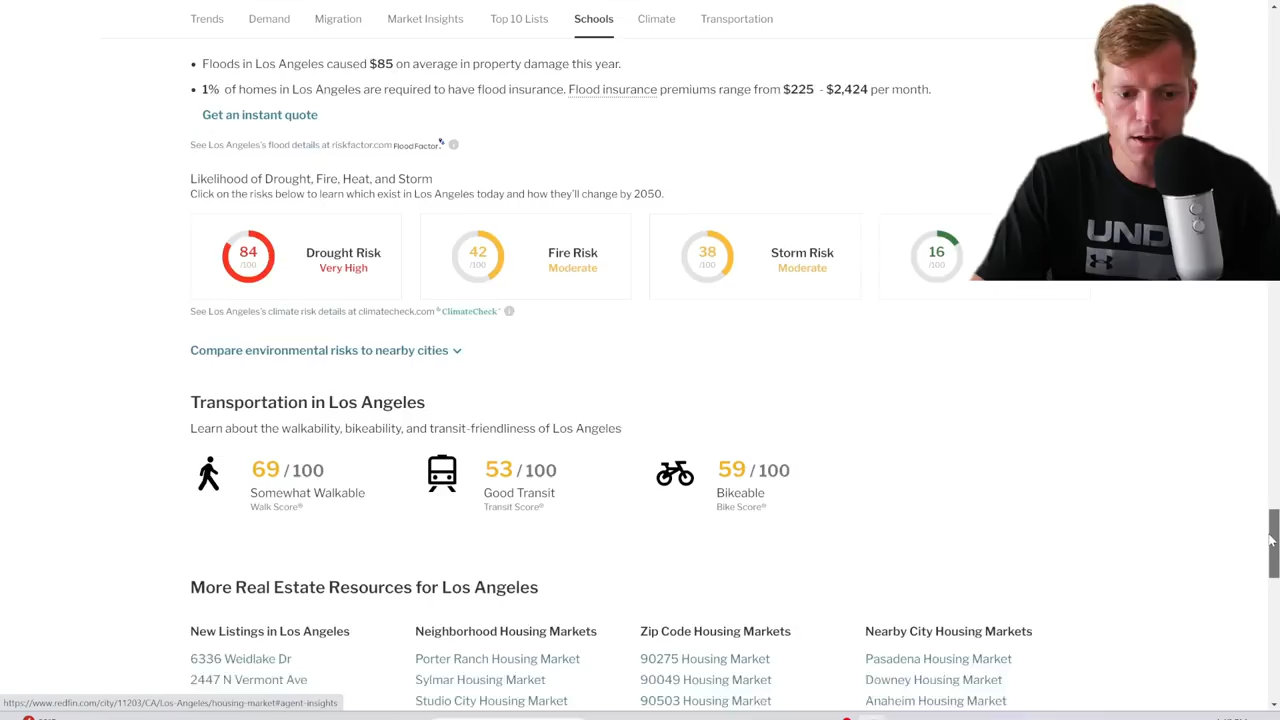 Trends Demand Migration Market Insights Top 10 Lists Schools Climate Transportation
• Floods in Los Angeles caused $85 on average in property damage this year.
• 1% of homes in Los Angeles are required to have flood insurance. Flood insurance premiums range from $225 - $2,424 per month.
Get an instant quote
See Los Angeles's flood details at riskfactor.com FloodFactor
Likelihood of Drought, Fire, Heat, and Storm
Click on the risks below to learn which exist in Los Angeles today and how they'll change by 2050.
84 /100 Drought Risk Very High
42 /100 Fire Risk Moderate
38 /100 Storm Risk Moderate
16 /100
UND
See Los Angeles's climate risk details at climatecheck.com ClimateCheck™
Compare environmental risks to nearby cities
Transportation in Los Angeles
Learn about the walkability, bikeability, and transit-friendliness of Los Angeles
69 / 100 53 / 100 59 / 100
Somewhat Walkable Good Transit Bikeable
Walk Score® Transit Score® Bike Score®
More Real Estate Resources for Los Angeles
New Listings in Los Angeles Neighborhood Housing Markets Zip Code Housing Markets Nearby City Housing Markets
6336 Weidlake Dr Porter Ranch Housing Market 90275 Housing Market Pasadena Housing Market
2447 N Vermont Ave Sylmar Housing Market 90049 Housing Market Downey Housing Market
Studio City Housing Market 90503 Housing Market Anaheim Housing Market
https://www.redfin.com/city/11203/CA/Los-Angeles/housing-market#agent-insights